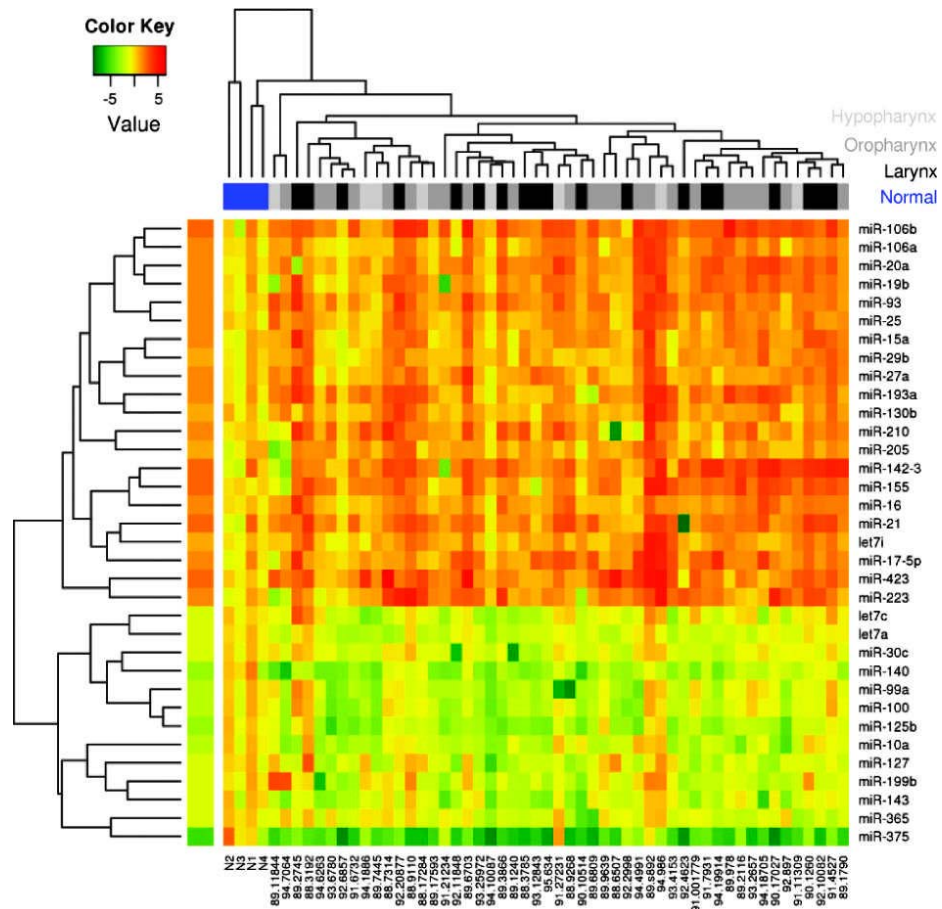 Color Key
-5 5
Value
Hypopharynx
Oropharynx
Larynx
Normal
miR-106b
miR-106a
miR-20a
miR-19b
miR-93
miR-25
miR-15a
miR-29b
miR-27a
miR-193a
miR-130b
miR-210
miR-205
miR-142-3
miR-155
miR-16
miR-21
let7i
miR-17-5p
miR-423
miR-223
let7c
let7a
miR-30c
miR-140
miR-99a
miR-100
miR-125b
miR-10a
miR-127
miR-199b
miR-143
miR-365
miR-375
N2
N3
N1
N4
89.11844
94.7064
89.2745
88.3192
94.6263
93.6780
92.6857
91.6732
94.1886
89.7445
88.7314
92.20877
88.9110
88.17284
89.17593
91.21234
92.11848
89.6703
93.25972
94.10087
89.3866
89.1240
88.3785
93.12843
95.634
91.27231
88.9268
90.10514
89.6809
89.9639
88.6507
92.2998
94.4991
89.s892
94.9086
93.4153
92.4623
91.001779
91.7931
94.19914
89.1978
89.2116
93.2657
94.18705
90.17027
92.897
91.11309
90.1260
92.10082
91.4527
89.1790